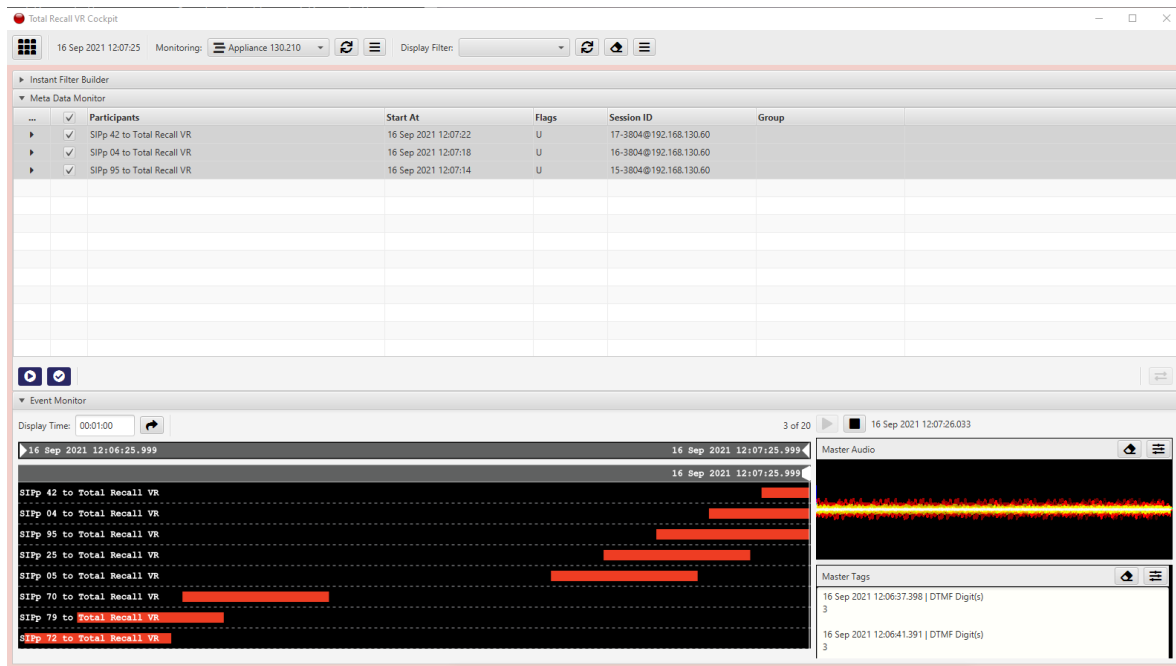 Total Recall VR Cockpit
16 Sep 2021 12:07:25 Monitoring: Appliance 130.210 Display Filter:
Instant Filter Builder
Meta Data Monitor
... Participants Start At Flags Session ID Group
SIPp 42 to Total Recall VR 16 Sep 2021 12:07:22 U 17-3804@192.168.130.60
SIPp 04 to Total Recall VR 16 Sep 2021 12:07:18 U 16-3804@192.168.130.60
SIPp 95 to Total Recall VR 16 Sep 2021 12:07:14 U 15-3804@192.168.130.60
Event Monitor
Display Time: 00:01:00 3 of 20 16 Sep 2021 12:07:26.033
16 Sep 2021 12:06:25.999 16 Sep 2021 12:07:25.999
Master Audio
16 Sep 2021 12:07:25.999
SIPp 42 to Total Recall VR
SIPp 04 to Total Recall VR
SIPp 95 to Total Recall VR
SIPp 25 to Total Recall VR
SIPp 05 to Total Recall VR
SIPp 70 to Total Recall VR
SIPp 79 to Total Recall VR
SIPp 72 to Total Recall VR
Master Tags
16 Sep 2021 12:06:37.398 | DTMF Digit(s)
3
16 Sep 2021 12:06:41.391 | DTMF Digit(s)
3